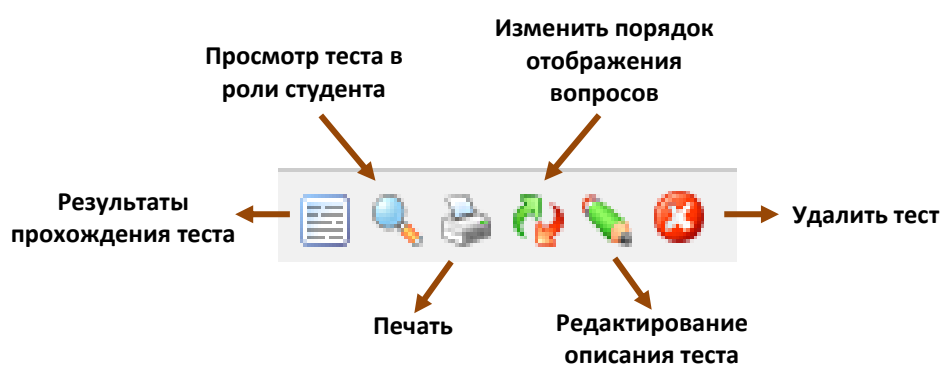 Изменить порядок
отображения
вопросов
Просмотр теста в
роли студента
Результаты
прохождения теста
Удалить тест
Печать
Редактирование
описания теста